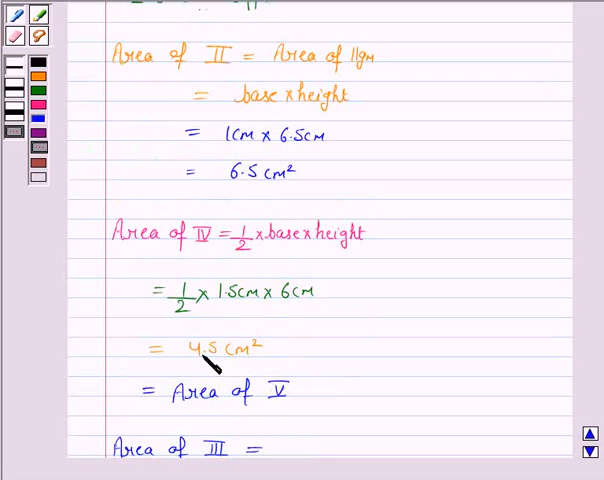 Area of II = Area of ||gm
= base × height
= 1cm × 6.5cm
= 6.5 cm²
Area of IV = 1/2 × base × height
= 1/2 × 1.5cm × 6cm
= 4.5 cm²
= Area of V
Area of III =